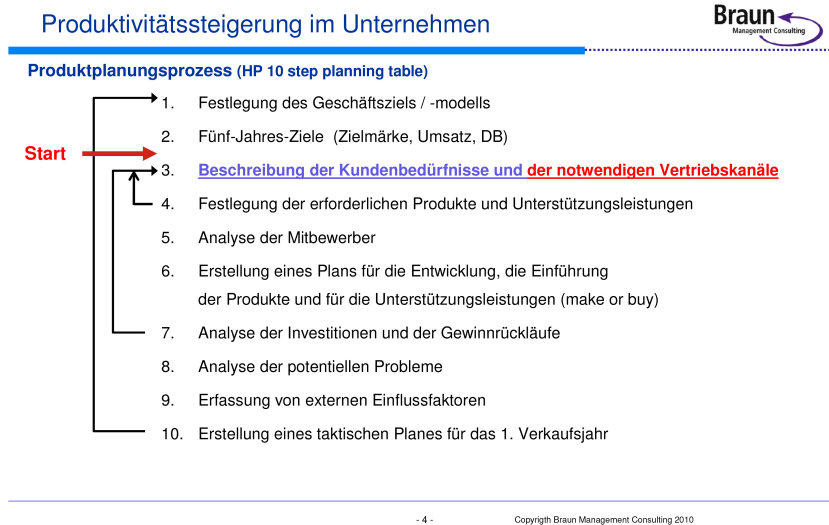 Produktivitätssteigerung im Unternehmen
Braun
Management Consulting
Produktplanungsprozess (HP 10 step planning table)
1. Festlegung des Geschäftsziels / -modells
2. Fünf-Jahres-Ziele (Zielmärke, Umsatz, DB)
Start
3. Beschreibung der Kundenbedürfnisse und der notwendigen Vertriebskanäle
4. Festlegung der erforderlichen Produkte und Unterstützungsleistungen
5. Analyse der Mitbewerber
6. Erstellung eines Plans für die Entwicklung, die Einführung
der Produkte und für die Unterstützungsleistungen (make or buy)
7. Analyse der Investitionen und der Gewinnrückläufe
8. Analyse der potentiellen Probleme
9. Erfassung von externen Einflussfaktoren
10. Erstellung eines taktischen Planes für das 1. Verkaufsjahr
- 4 -
Copyrigth Braun Management Consulting 2010